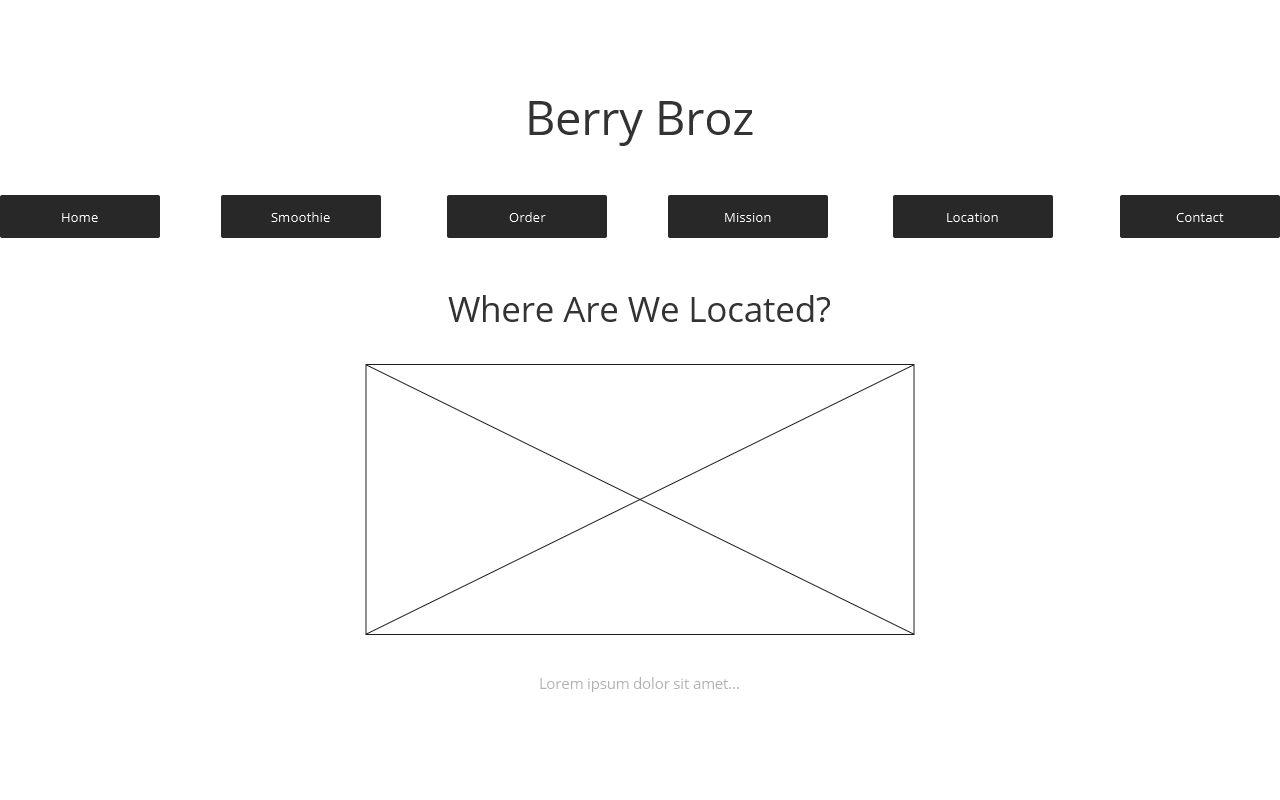 Berry Broz
Home Smoothie Order Mission Location Contact
Where Are We Located?
Lorem ipsum dolor sit amet...